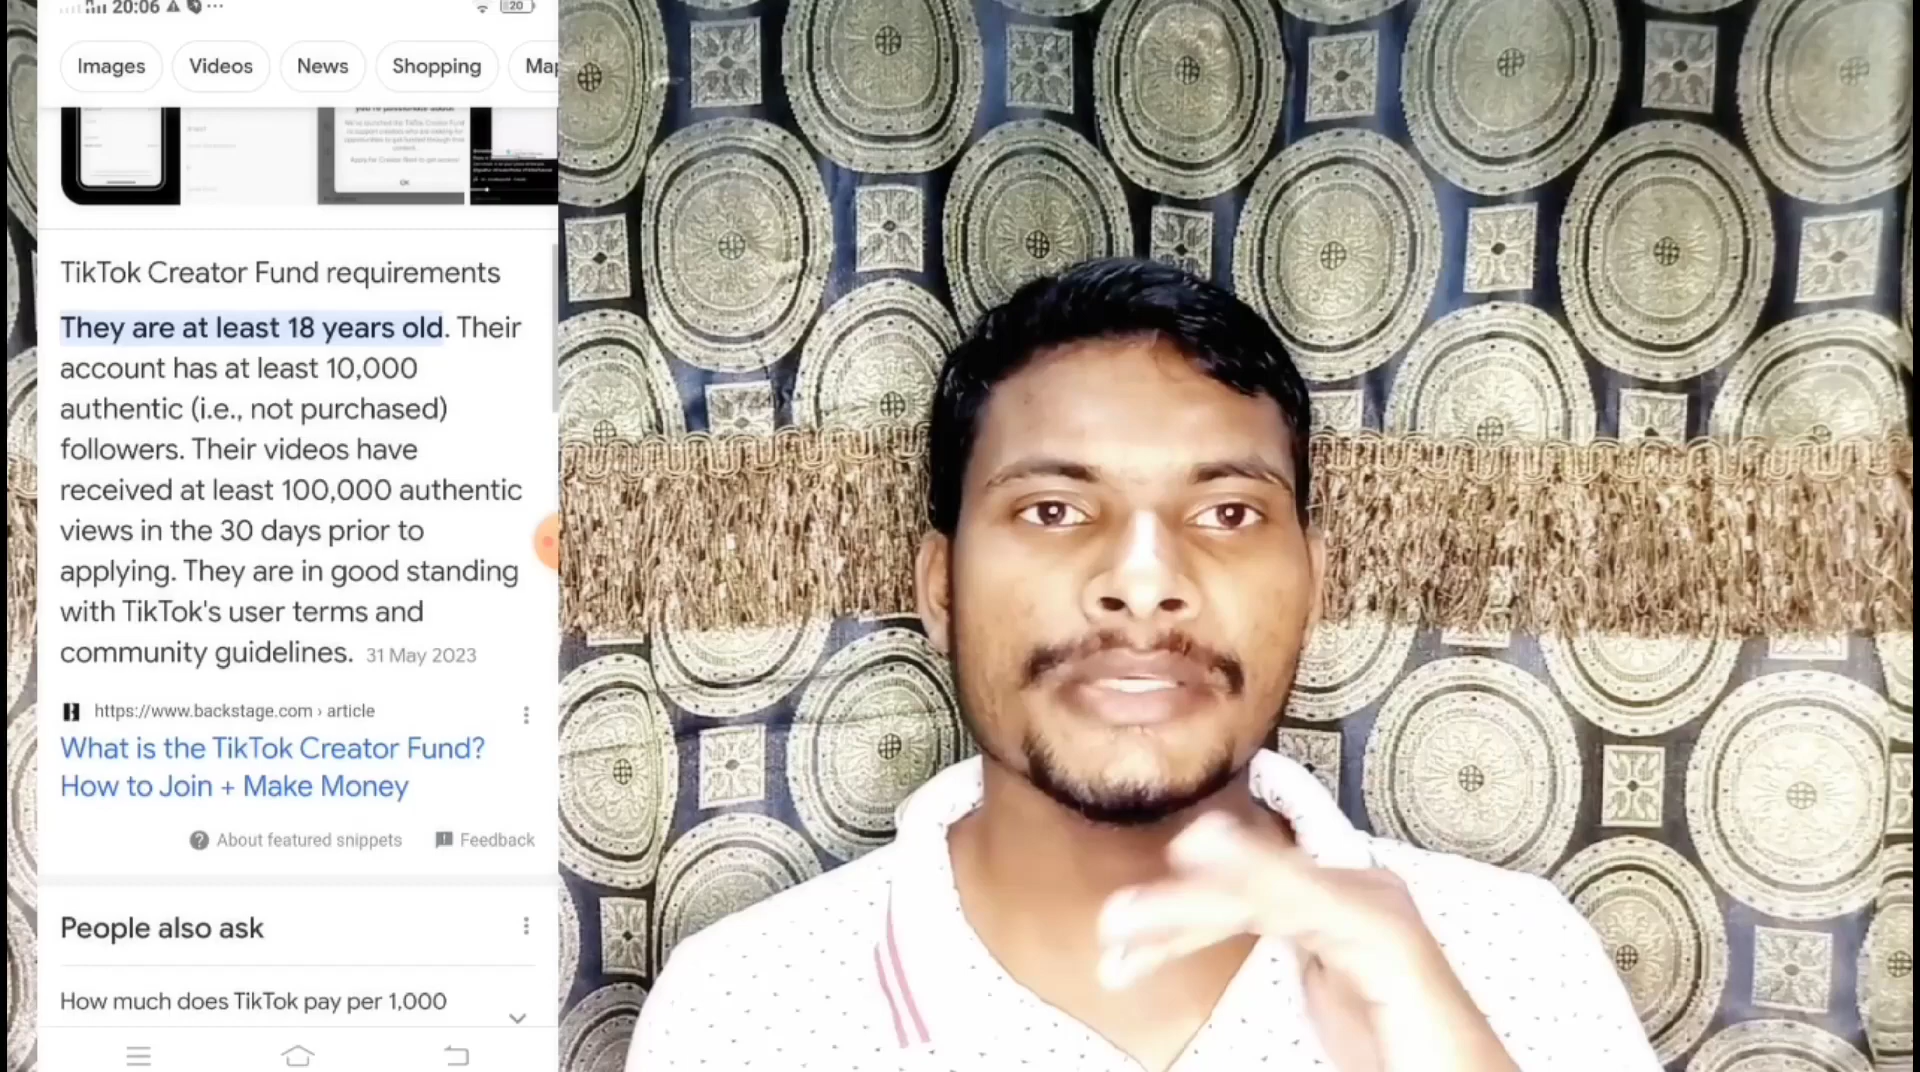 20:06
20
Images
Videos
News
Shopping
Map
OK
TikTok Creator Fund requirements
They are at least 18 years old. Their
account has at least 10,000
authentic (i.e., not purchased)
followers. Their videos have
received at least 100,000 authentic
views in the 30 days prior to
applying. They are in good standing
with TikTok's user terms and
community guidelines. 31 May 2023
https://www.backstage.com › article
What is the TikTok Creator Fund?
How to Join + Make Money
About featured snippets
Feedback
People also ask
How much does TikTok pay per 1,000